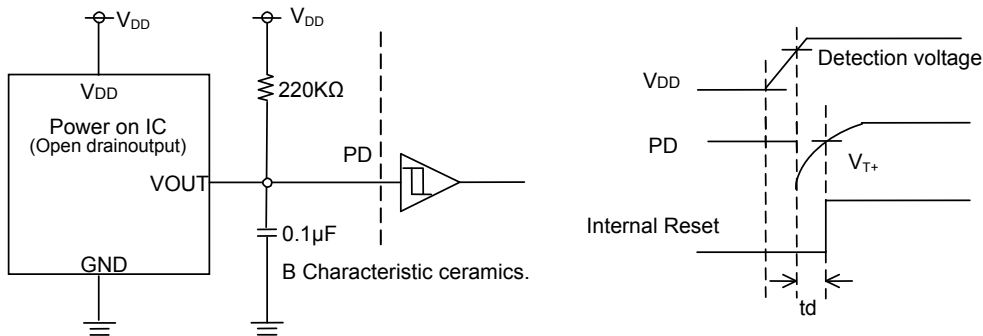 VDD
VDD
VDD
Power on IC
(Open drainoutput)
VOUT
GND
220KΩ
PD
0.1µF
B Characteristic ceramics.
Detection voltage
VDD
PD
VT+
Internal Reset
td